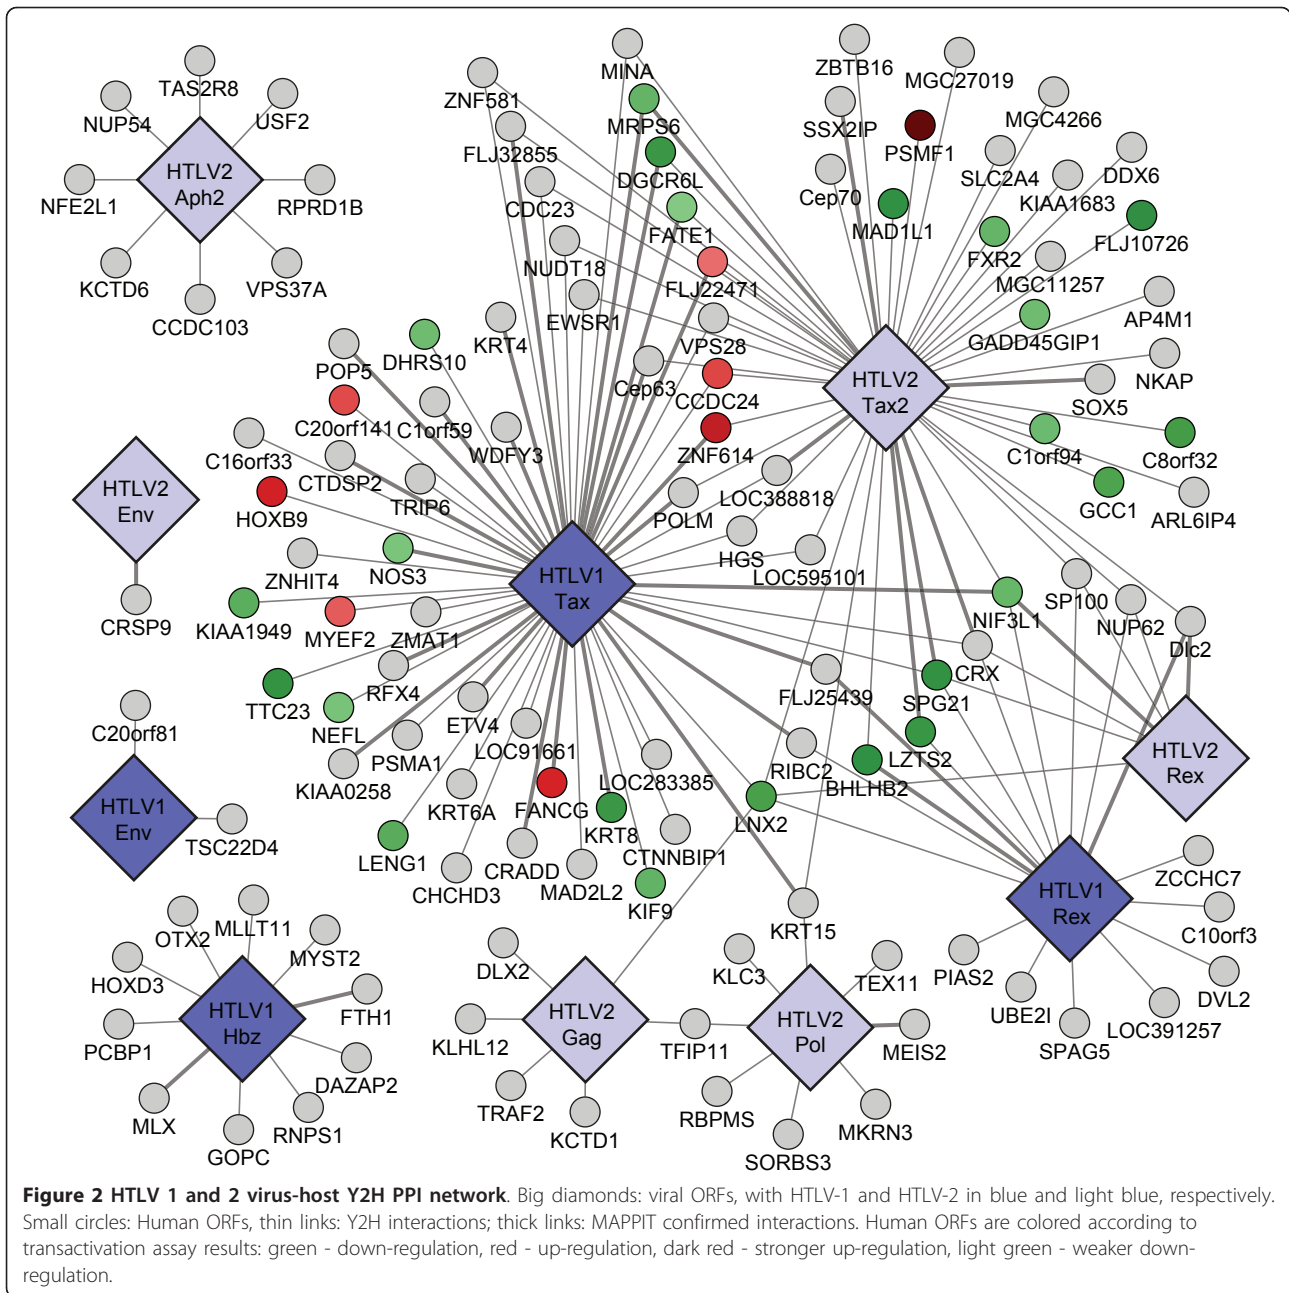 TAS2R8
NUP54
USF2
HTLV2
Aph2
NFE2L1
RPRD1B
KCTD6
VPS37A
CCDC103
MINA
ZNF581
MRPS6
FLJ32855
DGCR6L
CDC23
FATE1
NUDT18
FLJ22471
EWSR1
VPS28
KRT4
Cep63
CCDC24
ZNF614
LOC388818
POLM
HGS
LOC595101
ZBTB16
MGC27019
SSX2IP
PSMF1
MGC4266
Cep70
SLC2A4
DDX6
MAD1L1
KIAA1683
FXR2
FLJ10726
MGC11257
AP4M1
GADD45GIP1
HTLV2
Tax2
NKAP
SOX5
C1orf94
C8orf32
GCC1
ARL6IP4
POP5
DHRS10
C20orf141
C1orf59
WDFY3
C16orf33
CTDSP2
TRIP6
HOXB9
NOS3
ZNHIT4
KIAA1949
MYEF2
ZMAT1
HTLV1
Tax
RFX4
TTC23
NEFL
ETV4
PSMA1
LOC91661
KIAA0258
KRT6A
FANCG
LOC283385
KRT8
LENG1
CRADD
CTNNBIP1
CHCHD3
MAD2L2
KIF9
HTLV2
Env
CRSP9
C20orf81
HTLV1
Env
TSC22D4
NIF3L1
SP100
NUP62
Dlc2
CRX
FLJ25439
SPG21
LZTS2
RIBC2
BHLHB2
LNX2
HTLV2
Rex
HTLV1
Rex
ZCCHC7
C10orf3
PIAS2
DVL2
UBE2I
LOC391257
SPAG5
KRT15
OTX2
MLLT11
MYST2
HOXD3
FTH1
HTLV1
Hbz
PCBP1
DAZAP2
MLX
RNPS1
GOPC
DLX2
HTLV2
Gag
KLHL12
TFIP11
TRAF2
KCTD1
KLC3
TEX11
HTLV2
Pol
MEIS2
RBPMS
MKRN3
SORBS3
Figure 2 HTLV 1 and 2 virus-host Y2H PPI network. Big diamonds: viral ORFs, with HTLV-1 and HTLV-2 in blue and light blue, respectively.
Small circles: Human ORFs, thin links: Y2H interactions; thick links: MAPPIT confirmed interactions. Human ORFs are colored according to
transactivation assay results: green - down-regulation, red - up-regulation, dark red - stronger up-regulation, light green - weaker down-
regulation.